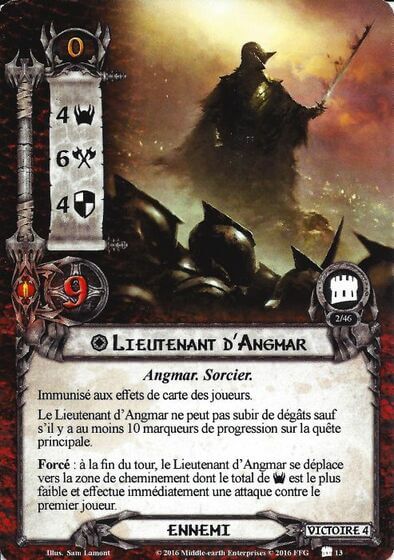 0
4
6
4
9
2/46
LIEUTENANT D'ANGMAR
Angmar. Sorcier.
Immunisé aux effets de carte des joueurs.
Le Lieutenant d'Angmar ne peut pas subir de dégâts sauf
s'il y a au moins 10 marqueurs de progression sur la quête
principale.
Forcé : à la fin du tour, le Lieutenant d'Angmar se déplace
vers la zone de cheminement dont le total de est le plus
faible et effectue immédiatement une attaque contre le
premier joueur.
ENNEMI
VICTOIRE 4
Illus. Sam Lamont © 2016 Middle-earth Enterprises © 2016 FFG 13